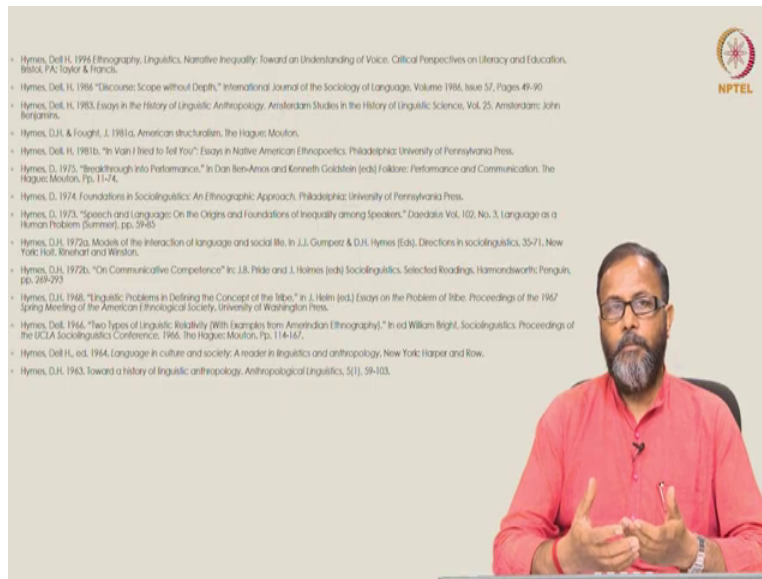 NPTEL
• Hymes, Dell H. 1996 Ethnography, Linguistics, Narrative Inequality: Toward an Understanding of Voice. Critical Perspectives on Literacy and Education.
Bristol, PA: Taylor & Francis.
• Hymes, Dell. H. 1986 "Discourse: Scope without Depth," International Journal of the Sociology of Language, Volume 1986, Issue 57, Pages 49-90
• Hymes, Dell. H. 1983. Essays in the History of Linguistic Anthropology. Amsterdam Studies in the History of Linguistic Science, Vol. 25. Amsterdam: John
Benjamins.
• Hymes, D.H. & Fought, J. 1981a. American structuralism. The Hague: Mouton.
• Hymes, Dell. H. 1981b. "In Vain I Tried to Tell You": Essays in Native American Ethnopoetics. Philadelphia: University of Pennsylvania Press.
• Hymes, D. 1975. "Breakthrough into Performance." In Dan Ben-Amos and Kenneth Goldstein (eds) Folklore: Performance and Communication. The
Hague: Mouton. Pp. 11-74.
• Hymes, D. 1974. Foundations in Sociolinguistics: An Ethnographic Approach. Philadelphia: University of Pennsylvania Press.
• Hymes, D. 1973. "Speech and Language: On the Origins and Foundations of Inequality among Speakers." Daedalus Vol. 102, No. 3, Language as a
Human Problem (Summer), pp. 59-85
• Hymes, D.H. 1972a. Models of the interaction of language and social life. In J.J. Gumperz & D.H. Hymes (Eds). Directions in sociolinguistics, 35-71. New
York: Holt, Rinehart and Winston.
• Hymes, D.H. 1972b. "On Communicative Competence" In: J.B. Pride and J. Holmes (eds) Sociolinguistics. Selected Readings. Harmondsworth: Penguin,
pp. 269-293
• Hymes, D.H. 1968. "Linguistic Problems in Defining the Concept of the Tribe." In J. Helm (ed.) Essays on the Problem of Tribe. Proceedings of the 1967
Spring Meeting of the American Ethnological Society. University of Washington Press.
• Hymes, Dell. 1966. "Two Types of Linguistic Relativity (With Examples from Amerindian Ethnography)." In ed William Bright, Sociolinguistics. Proceedings of
the UCLA Sociolinguistics Conference, 1966. The Hague: Mouton. Pp. 114-167.
• Hymes, Dell H., ed. 1964. Language in culture and society: A reader in linguistics and anthropology. New York: Harper and Row.
• Hymes, D.H. 1963. Toward a history of linguistic anthropology. Anthropological Linguistics, 5(1), 59-103.